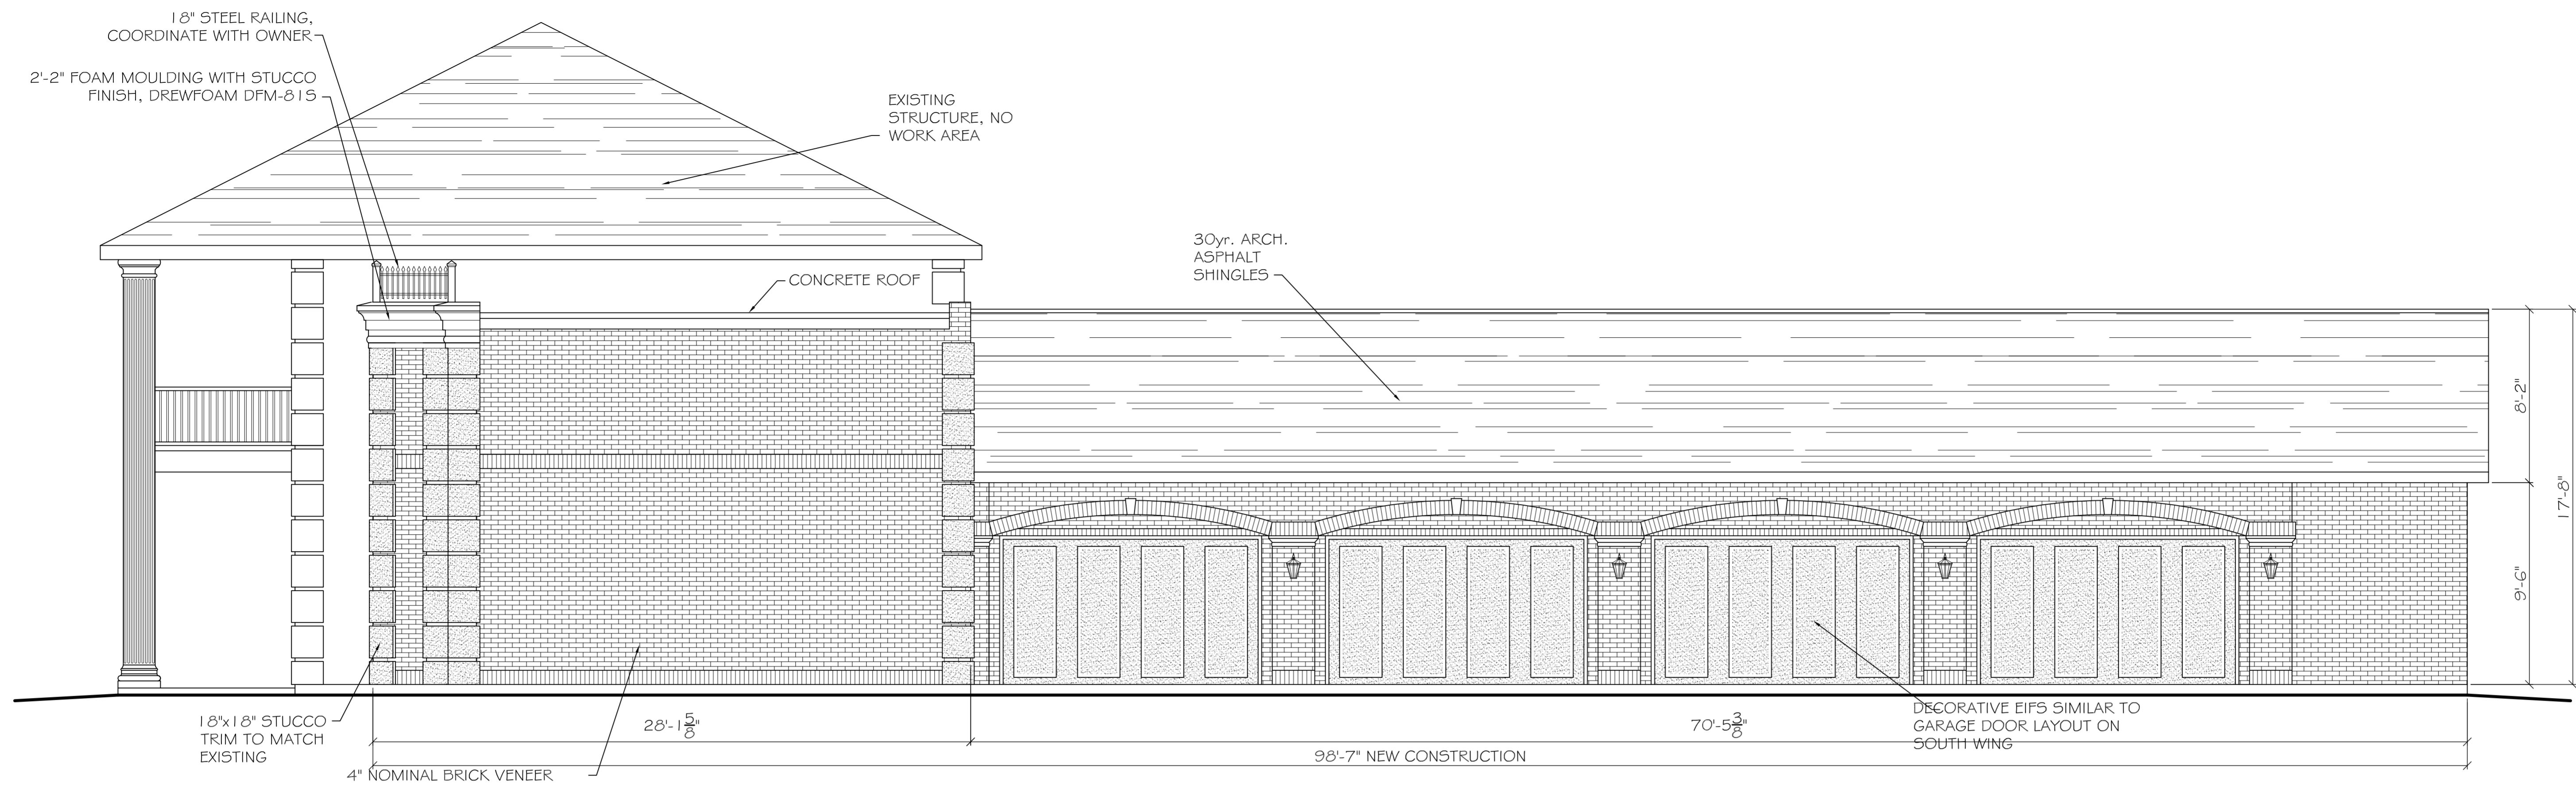 18" STEEL RAILING,
COORDINATE WITH OWNER
2'-2" FOAM MOULDING WITH STUCCO
FINISH, DREWFOAM DFM-81S
EXISTING
STRUCTURE, NO
WORK AREA
30yr. ARCH.
ASPHALT
SHINGLES
CONCRETE ROOF
8'-2"
17'-8"
9'-6"
18"x18" STUCCO
TRIM TO MATCH
EXISTING
28'-1 5/8"
70'-5 3/8"
DECORATIVE EIFS SIMILAR TO
GARAGE DOOR LAYOUT ON
SOUTH WING
98'-7" NEW CONSTRUCTION
4" NOMINAL BRICK VENEER